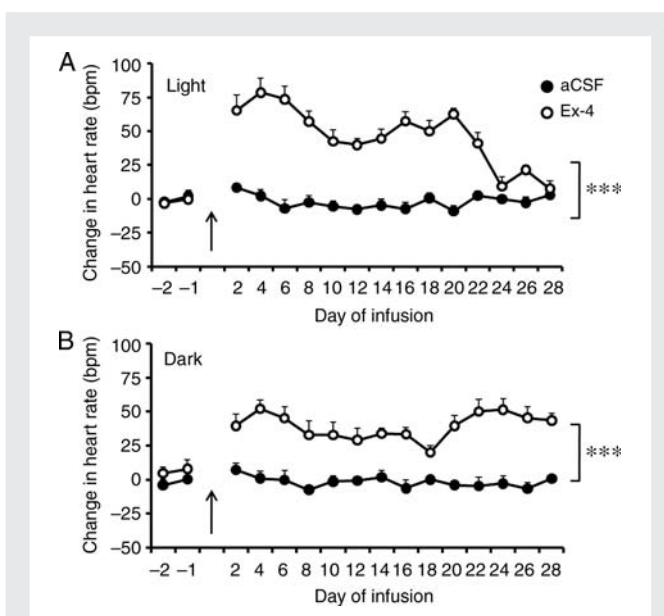 A
Light
Change in heart rate (bpm)
100
75
50
25
0
−25
−50
aCSF
Ex-4
***
−2 −1 2 4 6 8 10 12 14 16 18 20 22 24 26 28
Day of infusion
B
Dark
Change in heart rate (bpm)
100
75
50
25
0
−25
−50
***
−2 −1 2 4 6 8 10 12 14 16 18 20 22 24 26 28
Day of infusion